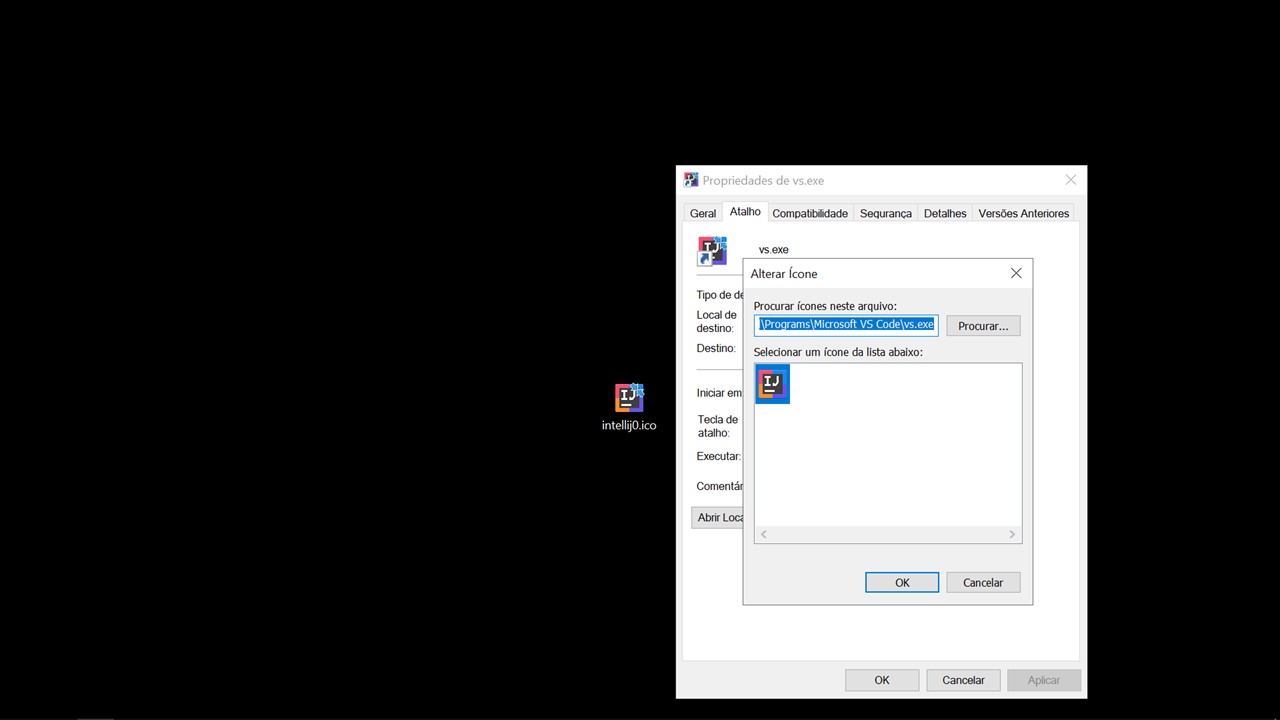 Propriedades de vs.exe
Geral
Atalho
Compatibilidade
Segurança
Detalhes
Versões Anteriores
IJ
vs.exe
Alterar Ícone
Tipo de de
Procurar ícones neste arquivo:
Local de
destino:
\Programs\Microsoft VS Code\vs.exe
Procurar...
Destino:
Selecionar um ícone da lista abaixo:
IJ
Iniciar em
IJ
intellij0.ico
Tecla de
atalho:
Executar:
Comentár
Abrir Loca
OK
Cancelar
OK
Cancelar
Aplicar